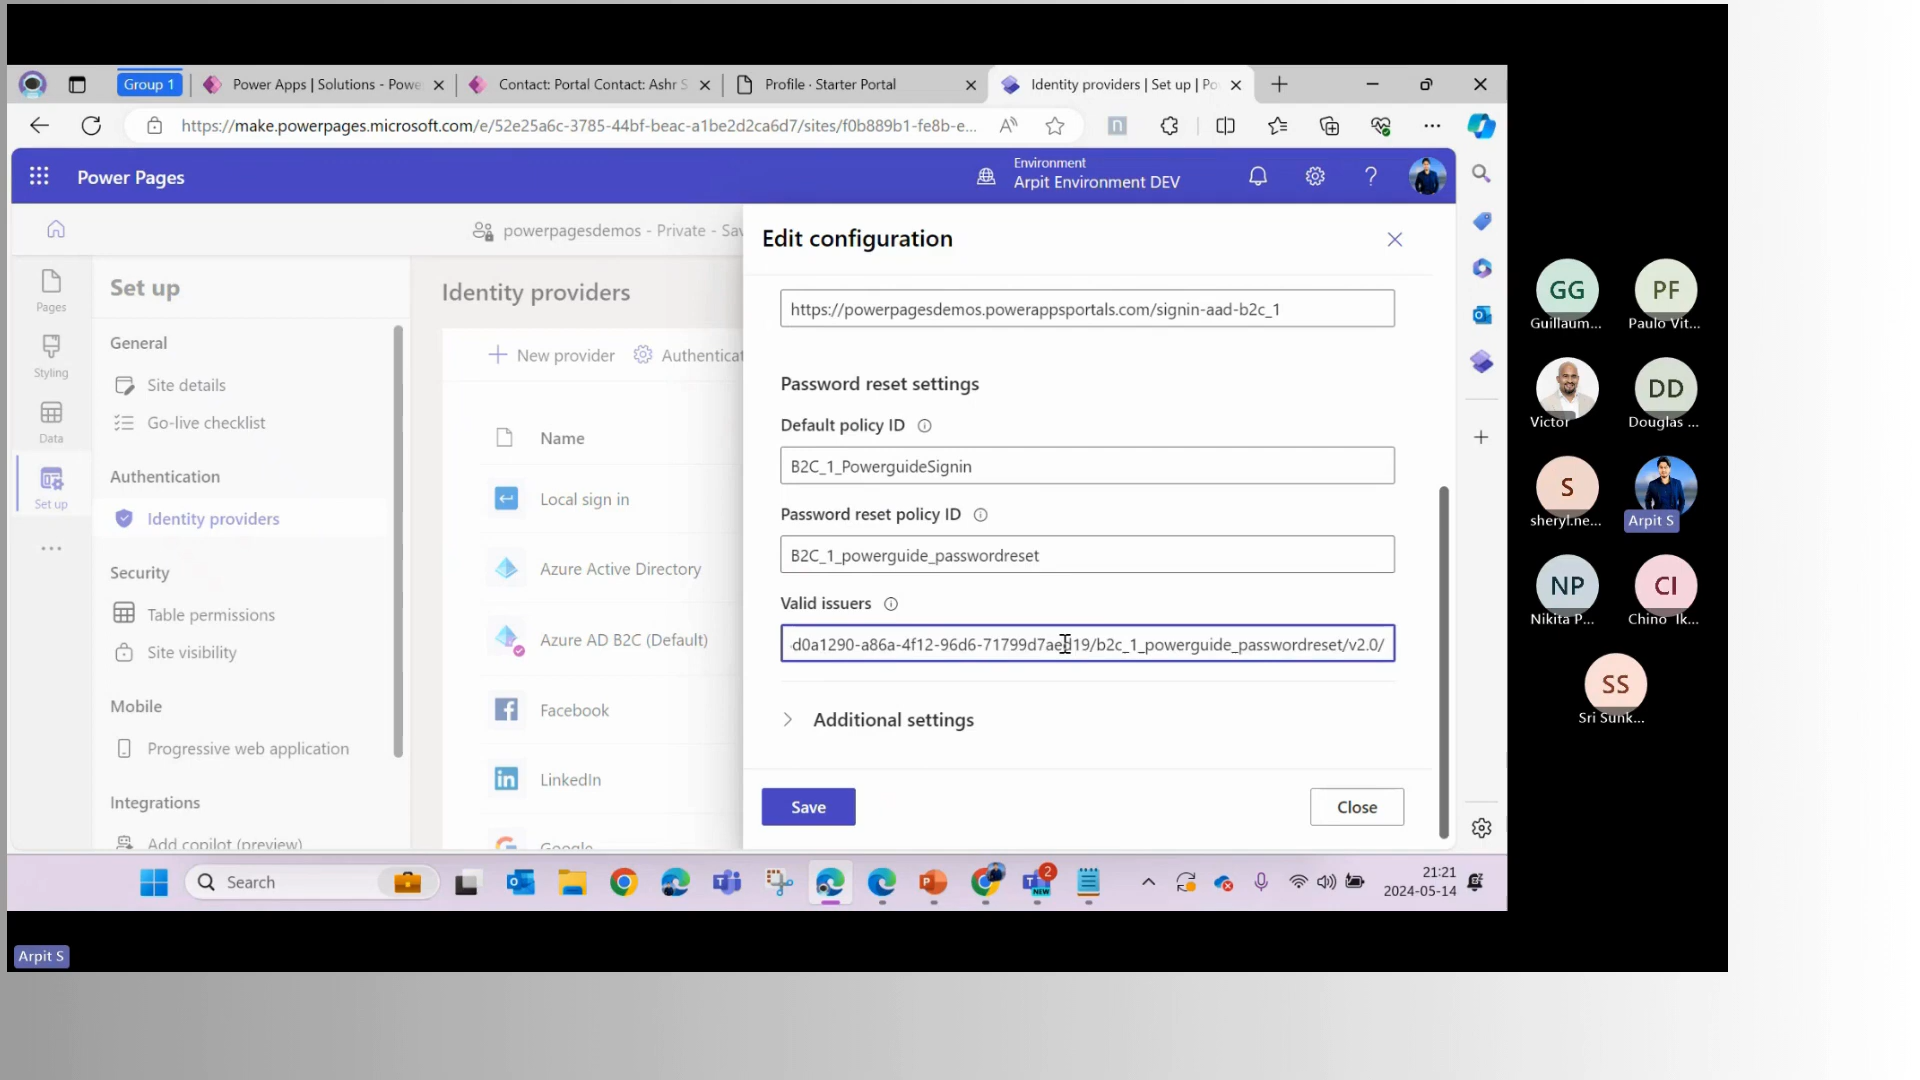 Group 1
Power Apps | Solutions - Powe
Contact: Portal Contact: Ashr S
Profile · Starter Portal
Identity providers | Set up | Po
https://make.powerpages.microsoft.com/e/52e25a6c-3785-44bf-beac-a1be2d2ca6d7/sites/f0b889b1-fe8b-e...
Power Pages
Environment
Arpit Environment DEV
powerpagesdemos - Private - Sav
Pages
Styling
Data
Set up
Set up
General
Site details
Go-live checklist
Authentication
Identity providers
Security
Table permissions
Site visibility
Mobile
Progressive web application
Integrations
Add copilot (preview)
Identity providers
New provider
Authenticat
Name
Local sign in
Azure Active Directory
Azure AD B2C (Default)
Facebook
LinkedIn
Google
Edit configuration
https://powerpagesdemos.powerappsportals.com/signin-aad-b2c_1
Password reset settings
Default policy ID
B2C_1_PowerguideSignin
Password reset policy ID
B2C_1_powerguide_passwordreset
Valid issuers
d0a1290-a86a-4f12-96d6-71799d7aed19/b2c_1_powerguide_passwordreset/v2.0/
Additional settings
Save
Close
GG
Guillaum...
PF
Paulo Vit...
Victor
DD
Douglas ...
S
sheryl.ne...
Arpit S
NP
Nikita P...
CI
Chino Ik...
SS
Sri Sunk...
Search
2
NEW
21:21
2024-05-14
Arpit S